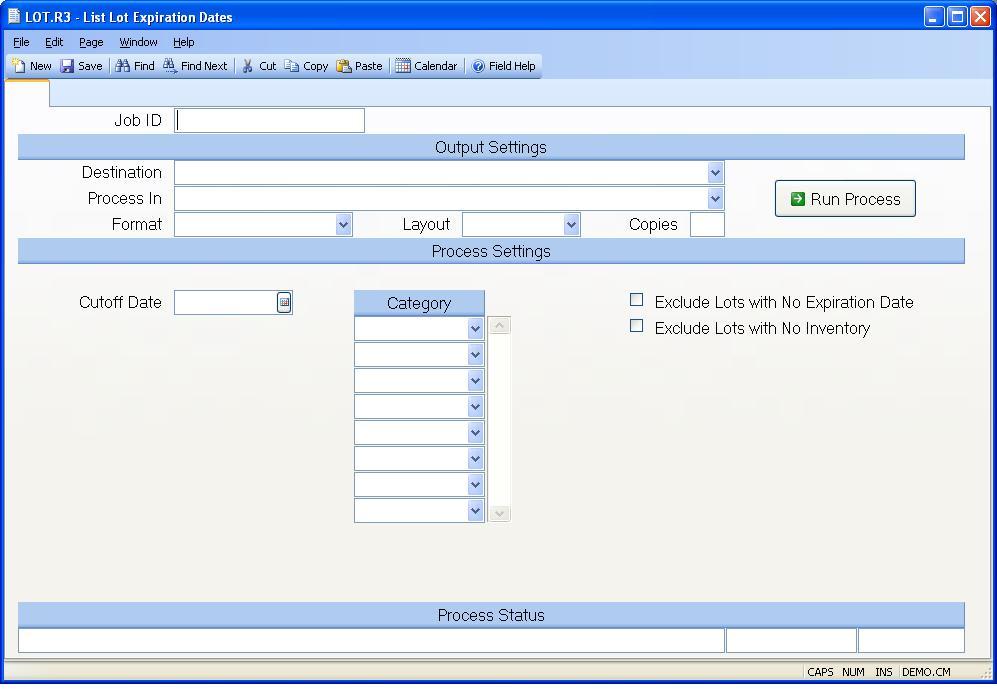 LOT.R3 - List Lot Expiration Dates
File Edit Page Window Help
New Save Find Find Next Cut Copy Paste Calendar Field Help
Job ID
Output Settings
Destination
Process In
Run Process
Format Layout Copies
Process Settings
Cutoff Date Category Exclude Lots with No Expiration Date
Exclude Lots with No Inventory
Process Status
CAPS NUM INS DEMO.CM